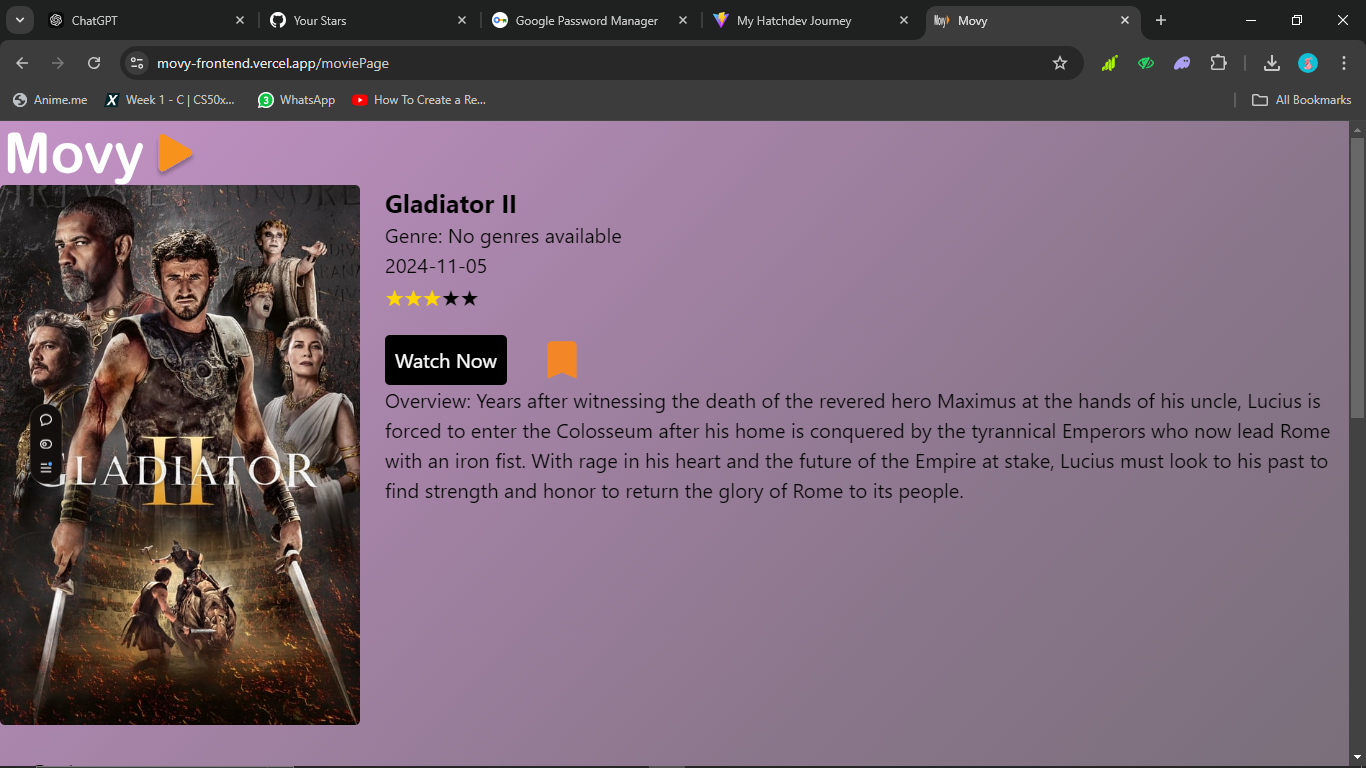 ChatGPT
Your Stars
Google Password Manager
My Hatchdev Journey
Movy
Movy
movy-frontend.vercel.app/moviePage
Anime.me
Week 1 - C | CS50x...
3
WhatsApp
How To Create a Re...
All Bookmarks
Movy
GLADIATOR
II
Gladiator II
Genre: No genres available
2024-11-05
Watch Now
Overview: Years after witnessing the death of the revered hero Maximus at the hands of his uncle, Lucius is
forced to enter the Colosseum after his home is conquered by the tyrannical Emperors who now lead Rome
with an iron fist. With rage in his heart and the future of the Empire at stake, Lucius must look to his past to
find strength and honor to return the glory of Rome to its people.